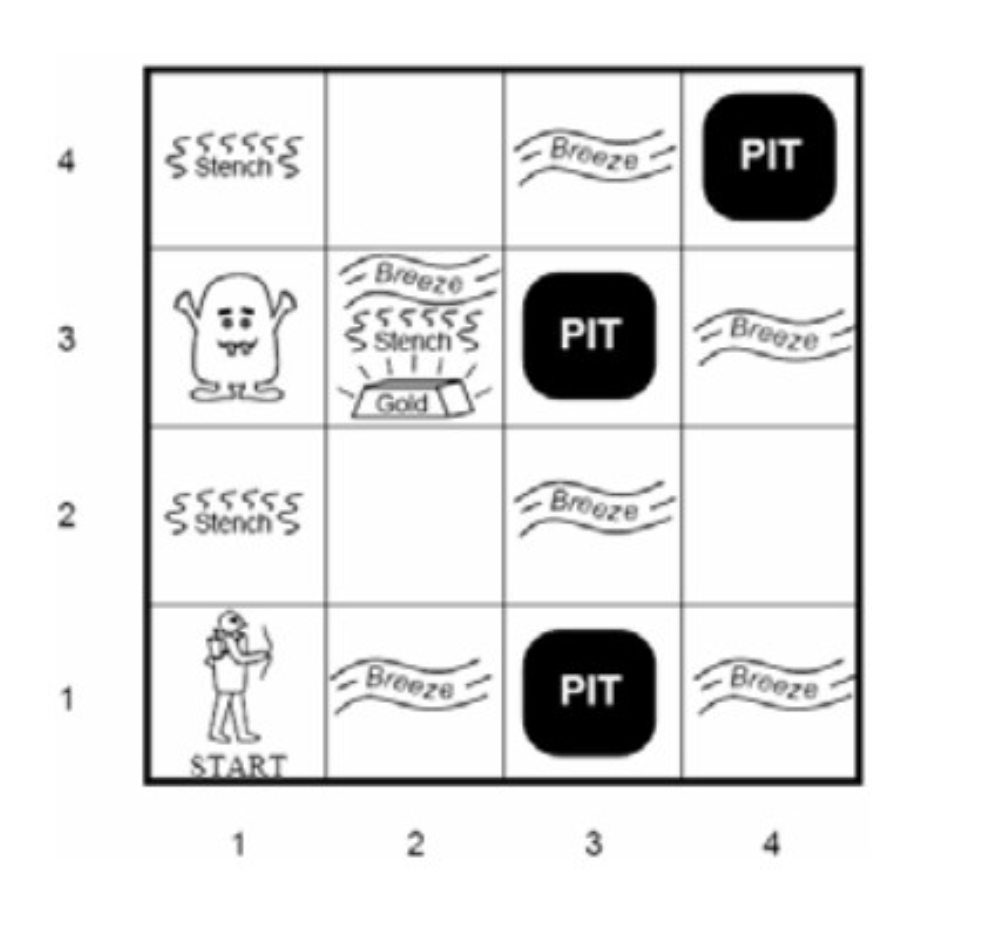 4
Stench
Breeze
PIT
3
Breeze
Stench
Gold
PIT
Breeze
2
Stench
Breeze
1
START
Breeze
PIT
Breeze
1 2 3 4